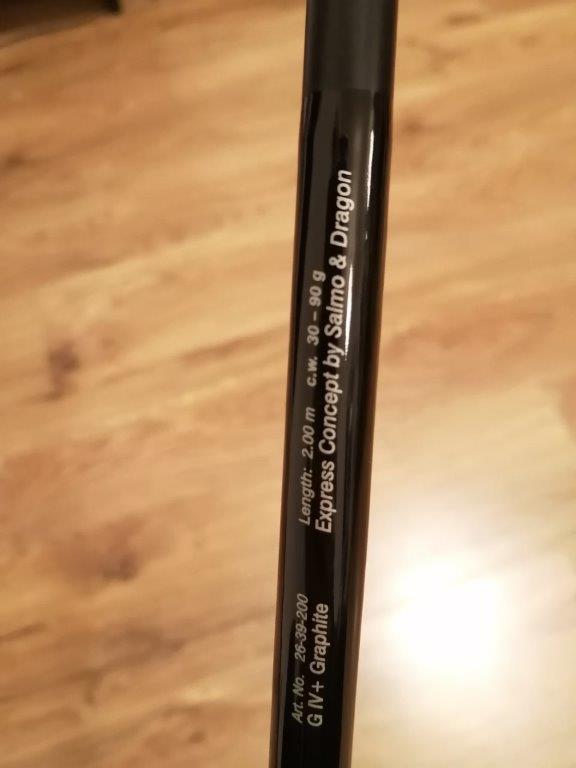 Art. No. 26-39-200 Length: 2.00 m c.w. 30 – 90 g
G IV+ Graphite Express Concept by Salmo & Dragon